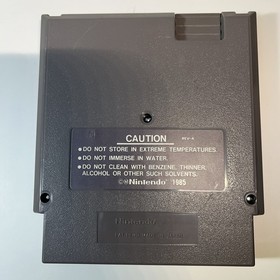 CAUTION
REV-A
• DO NOT STORE IN EXTREME TEMPERATURES.
• DO NOT IMMERSE IN WATER.
• DO NOT CLEAN WITH BENZENE, THINNER,
ALCOHOL OR OTHER SUCH SOLVENTS.
©®Nintendo® 1985
Nintendo